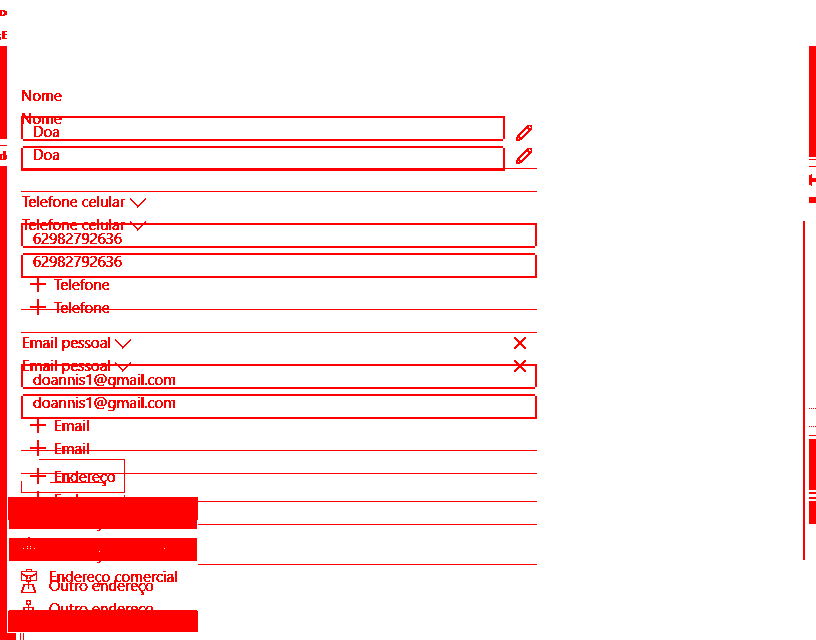 Nome
Nome
Doa
Doa
Telefone celular
Telefone celular
62982792636
62982792636
Telefone
Telefone
Email pessoal
Email pessoal
doannis1@gmail.com
doannis1@gmail.com
Email
Email
Endereço
Endereço comercial
Outro endereço
Outro endereço